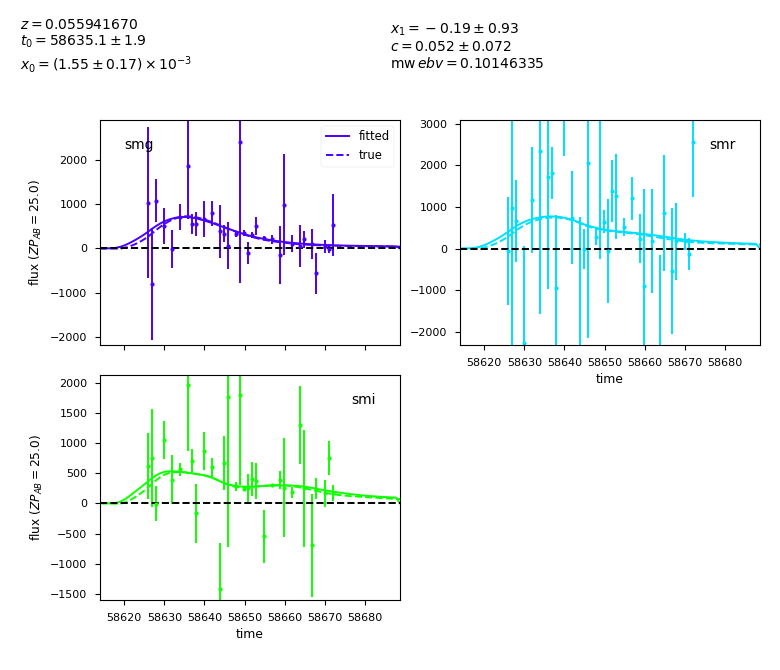 z = 0.055941670
t₀ = 58635.1 ± 1.9
x₀ = (1.55 ± 0.17) × 10⁻³
x₁ = −0.19 ± 0.93
c = 0.052 ± 0.072
mw ebv = 0.10146335
smg
fitted
true
2000
1000
0
−1000
−2000
flux (ZP_AB = 25.0)
smr
3000
2000
1000
0
−1000
−2000
58620 58630 58640 58650 58660 58670 58680
time
smi
2000
1500
1000
500
0
−500
−1000
−1500
flux (ZP_AB = 25.0)
58620 58630 58640 58650 58660 58670 58680
time